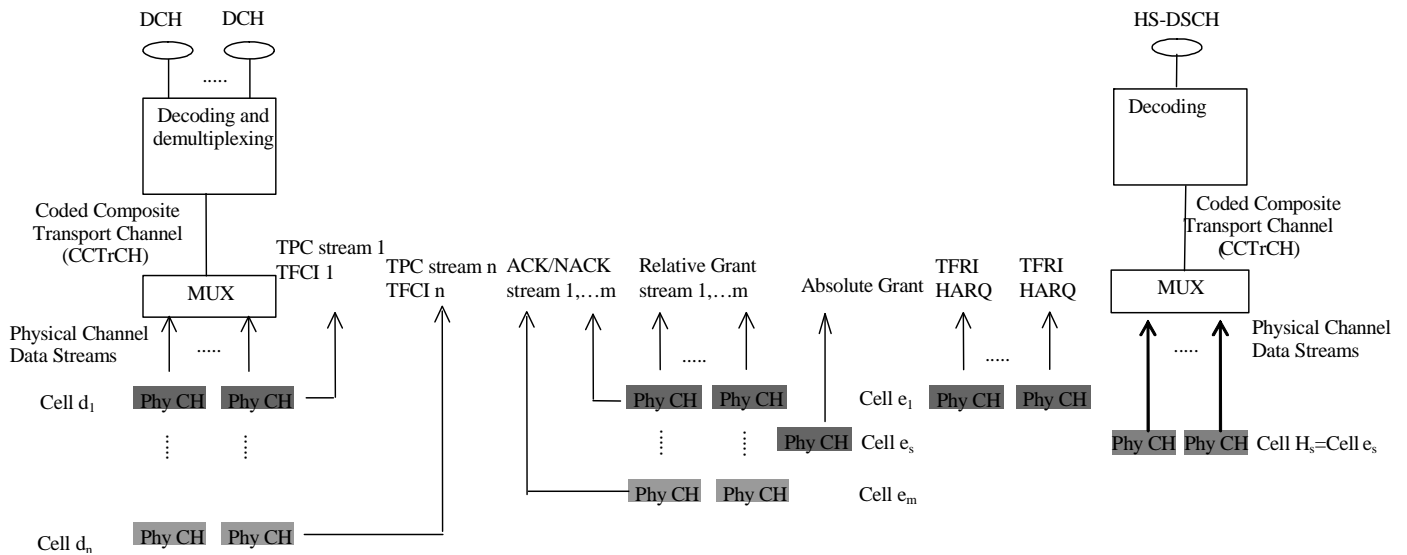 DCH DCH
HS-DSCH
.....
Decoding and
demultiplexing
Decoding
Coded Composite
Transport Channel
(CCTrCH)
Coded Composite
Transport Channel
(CCTrCH)
TPC stream 1
TFCI 1
TPC stream n
TFCI n
ACK/NACK
stream 1,…m
Relative Grant
stream 1,…m
Absolute Grant
TFRI
HARQ
TFRI
HARQ
MUX
MUX
Physical Channel
Data Streams
.....
.....
.....
.....
Physical Channel
Data Streams
Cell d1
Phy CH Phy CH
Phy CH Phy CH
Cell e1
Phy CH Phy CH
Phy CH
Cell es
Phy CH Phy CH
Cell Hs=Cell es
Phy CH Phy CH
Cell em
Cell dn
Phy CH Phy CH